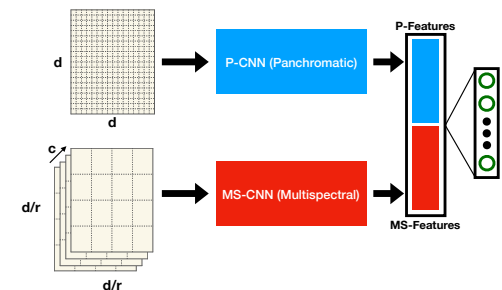 P-Features
d
P-CNN (Panchromatic)
d
c
d/r
MS-CNN (Multispectral)
MS-Features
d/r